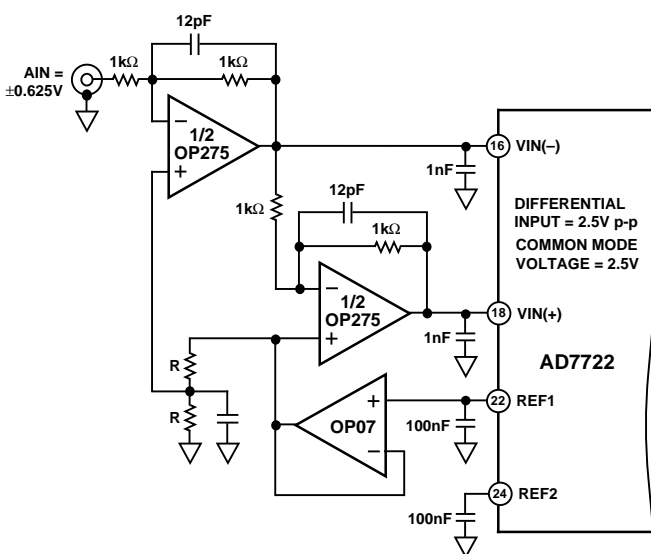 12pF
AIN =
±0.625V
1kΩ
1kΩ
1/2
OP275
16
VIN(–)
1nF
1kΩ
12pF
DIFFERENTIAL
INPUT = 2.5V p-p
COMMON MODE
VOLTAGE = 2.5V
1kΩ
1/2
OP275
18
VIN(+)
1nF
AD7722
R
R
OP07
22
REF1
100nF
24
REF2
100nF